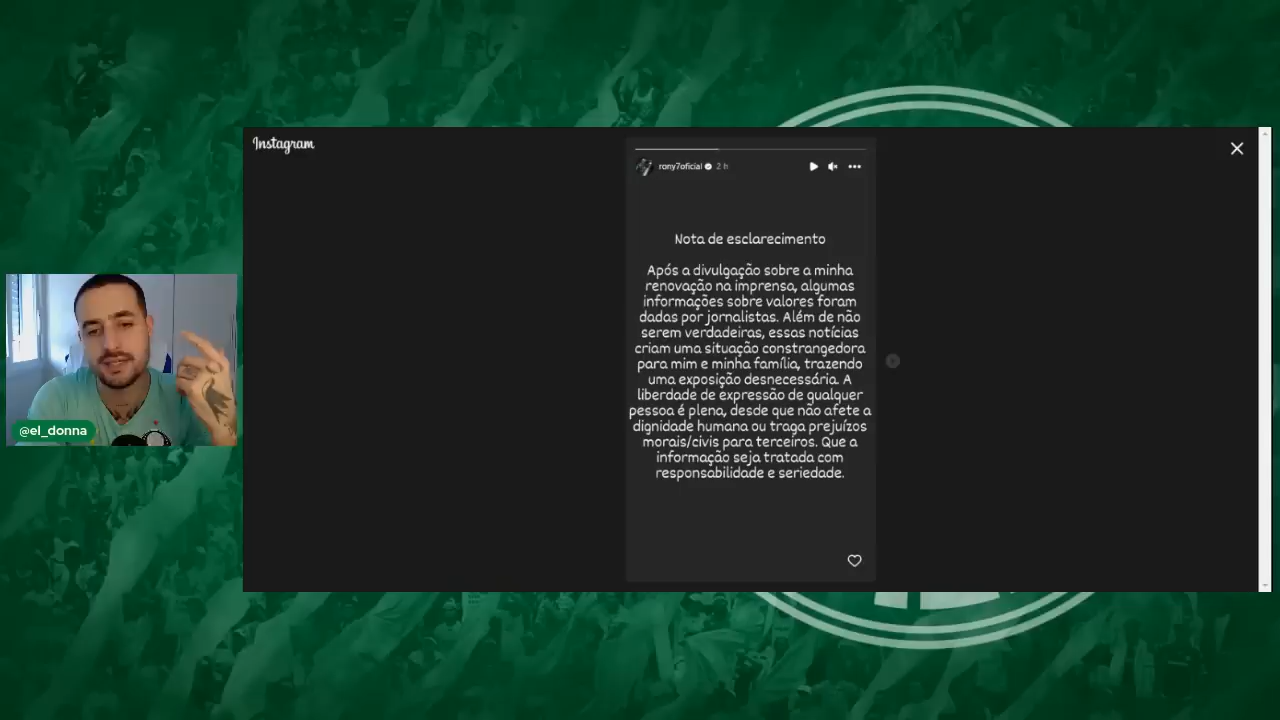 Instagram
rony7oficial 2 h
Nota de esclarecimento
Após a divulgação sobre a minha
renovação na imprensa, algumas
informações sobre valores foram
dadas por jornalistas. Além de não
serem verdadeiras, essas notícias
criam uma situação constrangedora
para mim e minha família, trazendo
uma exposição desnecessária. A
liberdade de expressão de qualquer
pessoa é plena, desde que não afete a
dignidade humana ou traga prejuízos
morais/civis para terceiros. Que a
informação seja tratada com
responsabilidade e seriedade.
@el_donna